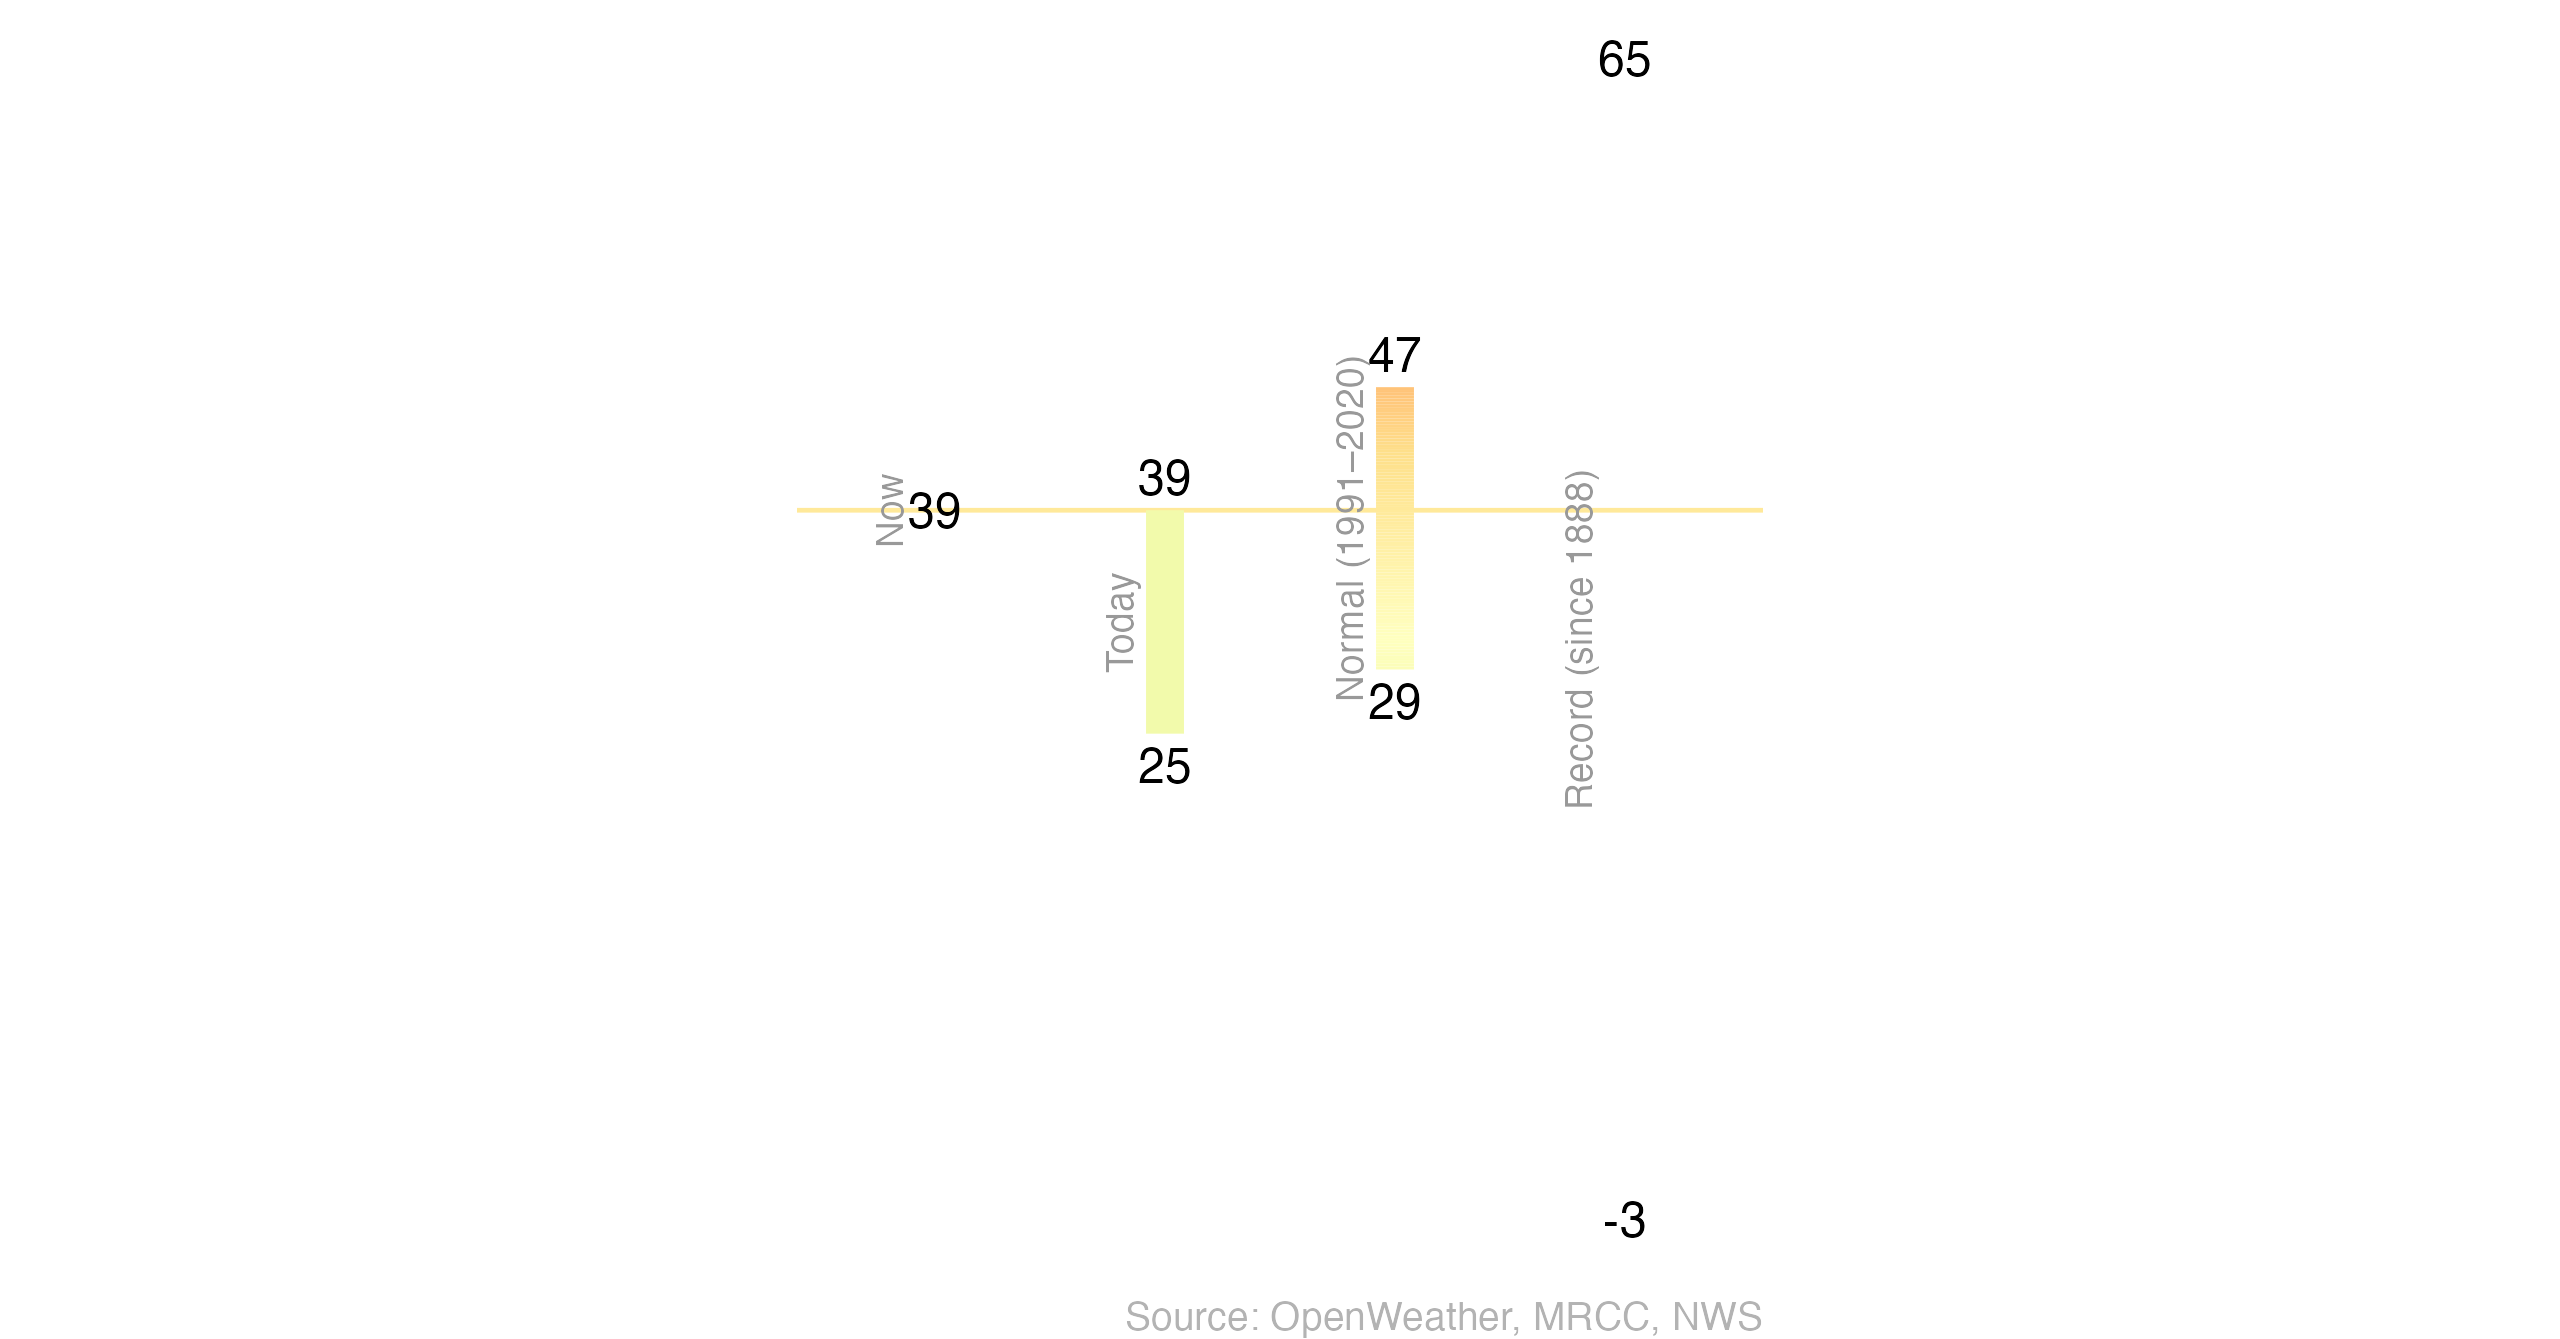 65
47
39
Now
39
Today
Normal (1991–2020)
Record (since 1888)
29
25
-3
Source: OpenWeather, MRCC, NWS